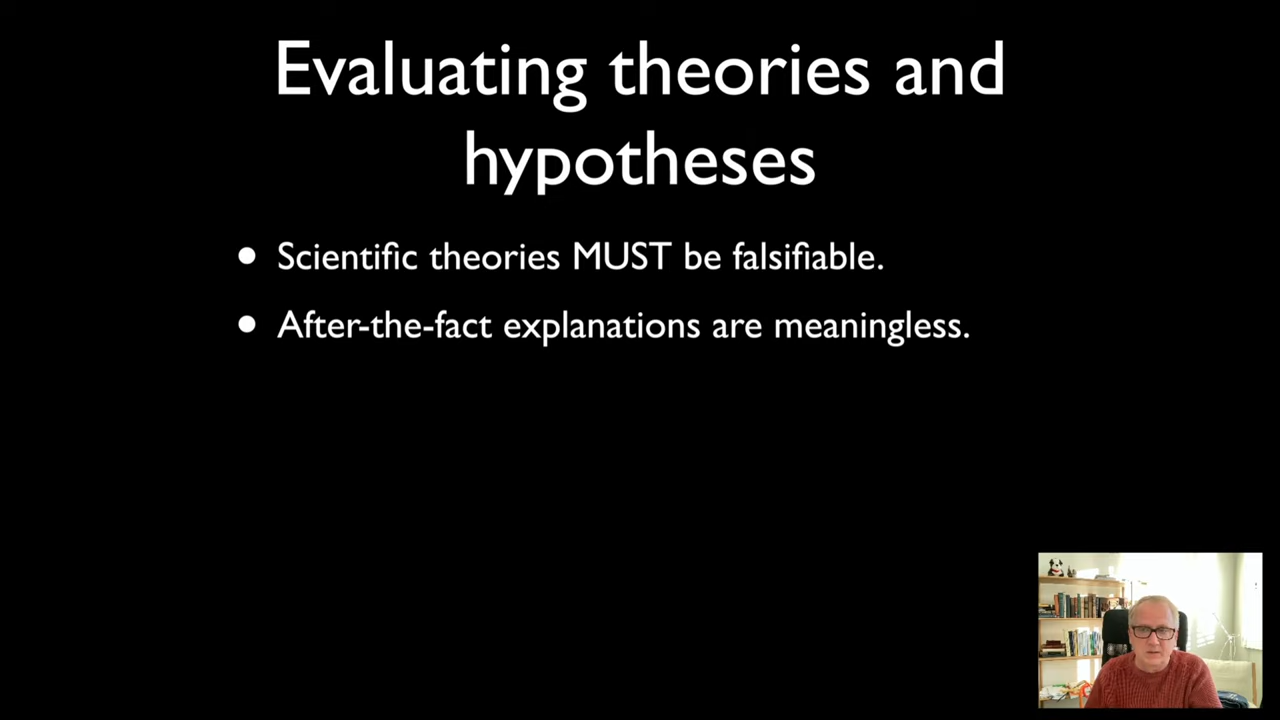 Evaluating theories and
hypotheses
• Scientific theories MUST be falsifiable.
• After-the-fact explanations are meaningless.